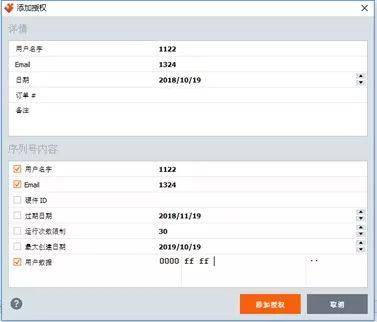 添加授权
详情
用户名字 1122
Email 1324
日期 2018/10/19
订单 #
备注
序列号内容
用户名字 1122
Email 1324
硬件 ID
过期日期 2018/11/19
运行次数限制 30
最大创建日期 2019/10/19
用户数据 0000 ff ff ..
? 添加授权 取消